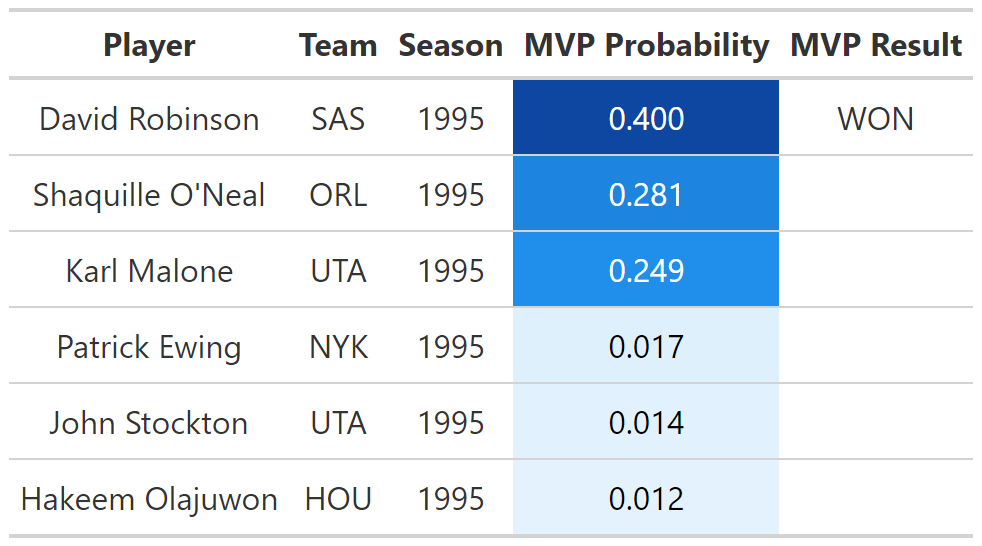 Player Team Season MVP Probability MVP Result
David Robinson SAS 1995 0.400 WON
Shaquille O'Neal ORL 1995 0.281
Karl Malone UTA 1995 0.249
Patrick Ewing NYK 1995 0.017
John Stockton UTA 1995 0.014
Hakeem Olajuwon HOU 1995 0.012